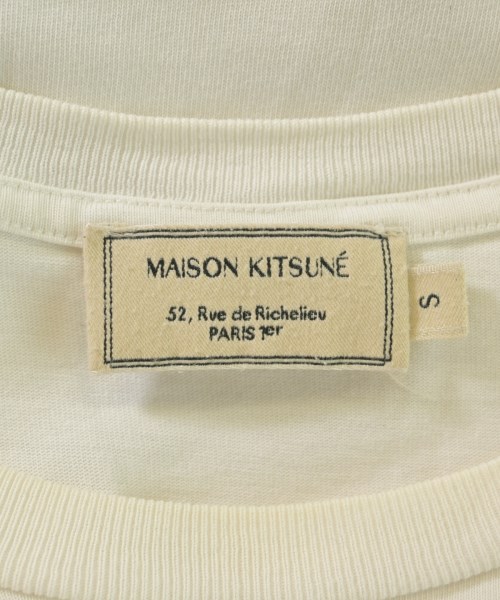 MAISON KITSUNÉ
52, Rue de Richelieu
PARIS 1er
S